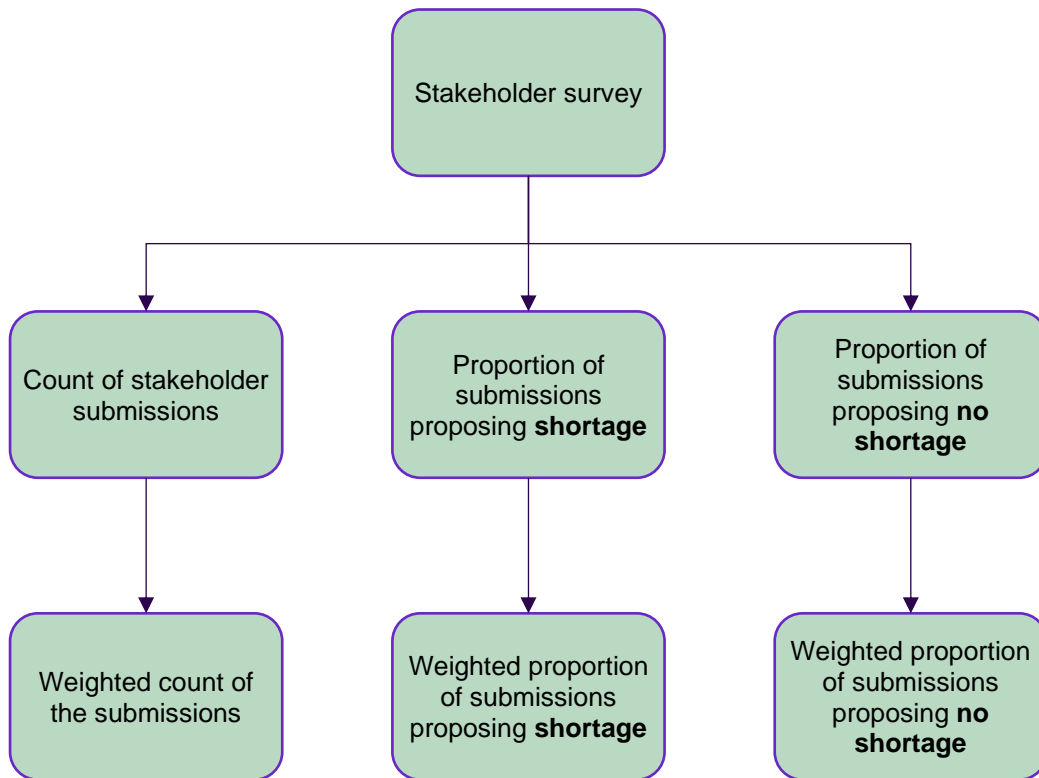 Stakeholder survey
Count of stakeholder
submissions
Proportion of
submissions
proposing shortage
Proportion of
submissions
proposing no
shortage
Weighted count of
the submissions
Weighted proportion
of submissions
proposing shortage
Weighted proportion
of submissions
proposing no
shortage